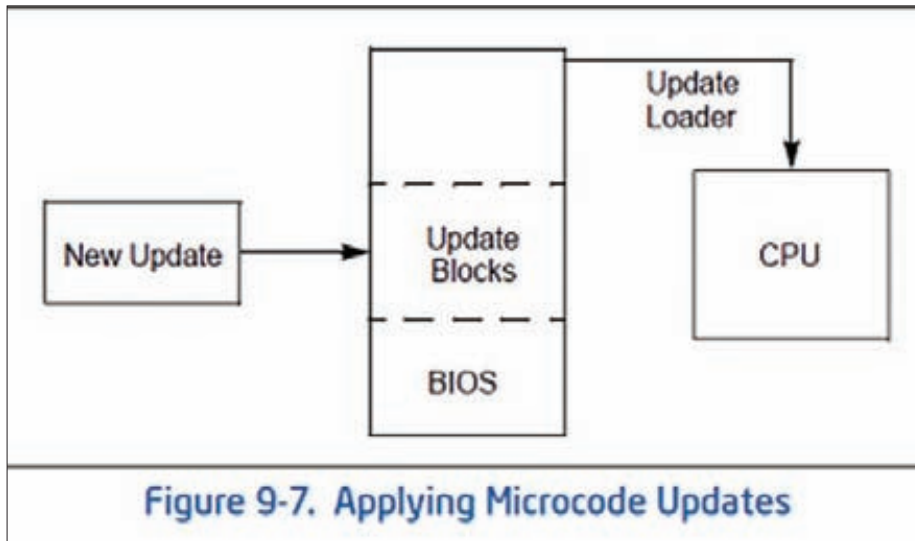 Update
Loader
New Update
Update
Blocks
CPU
BIOS
Figure 9-7. Applying Microcode Updates